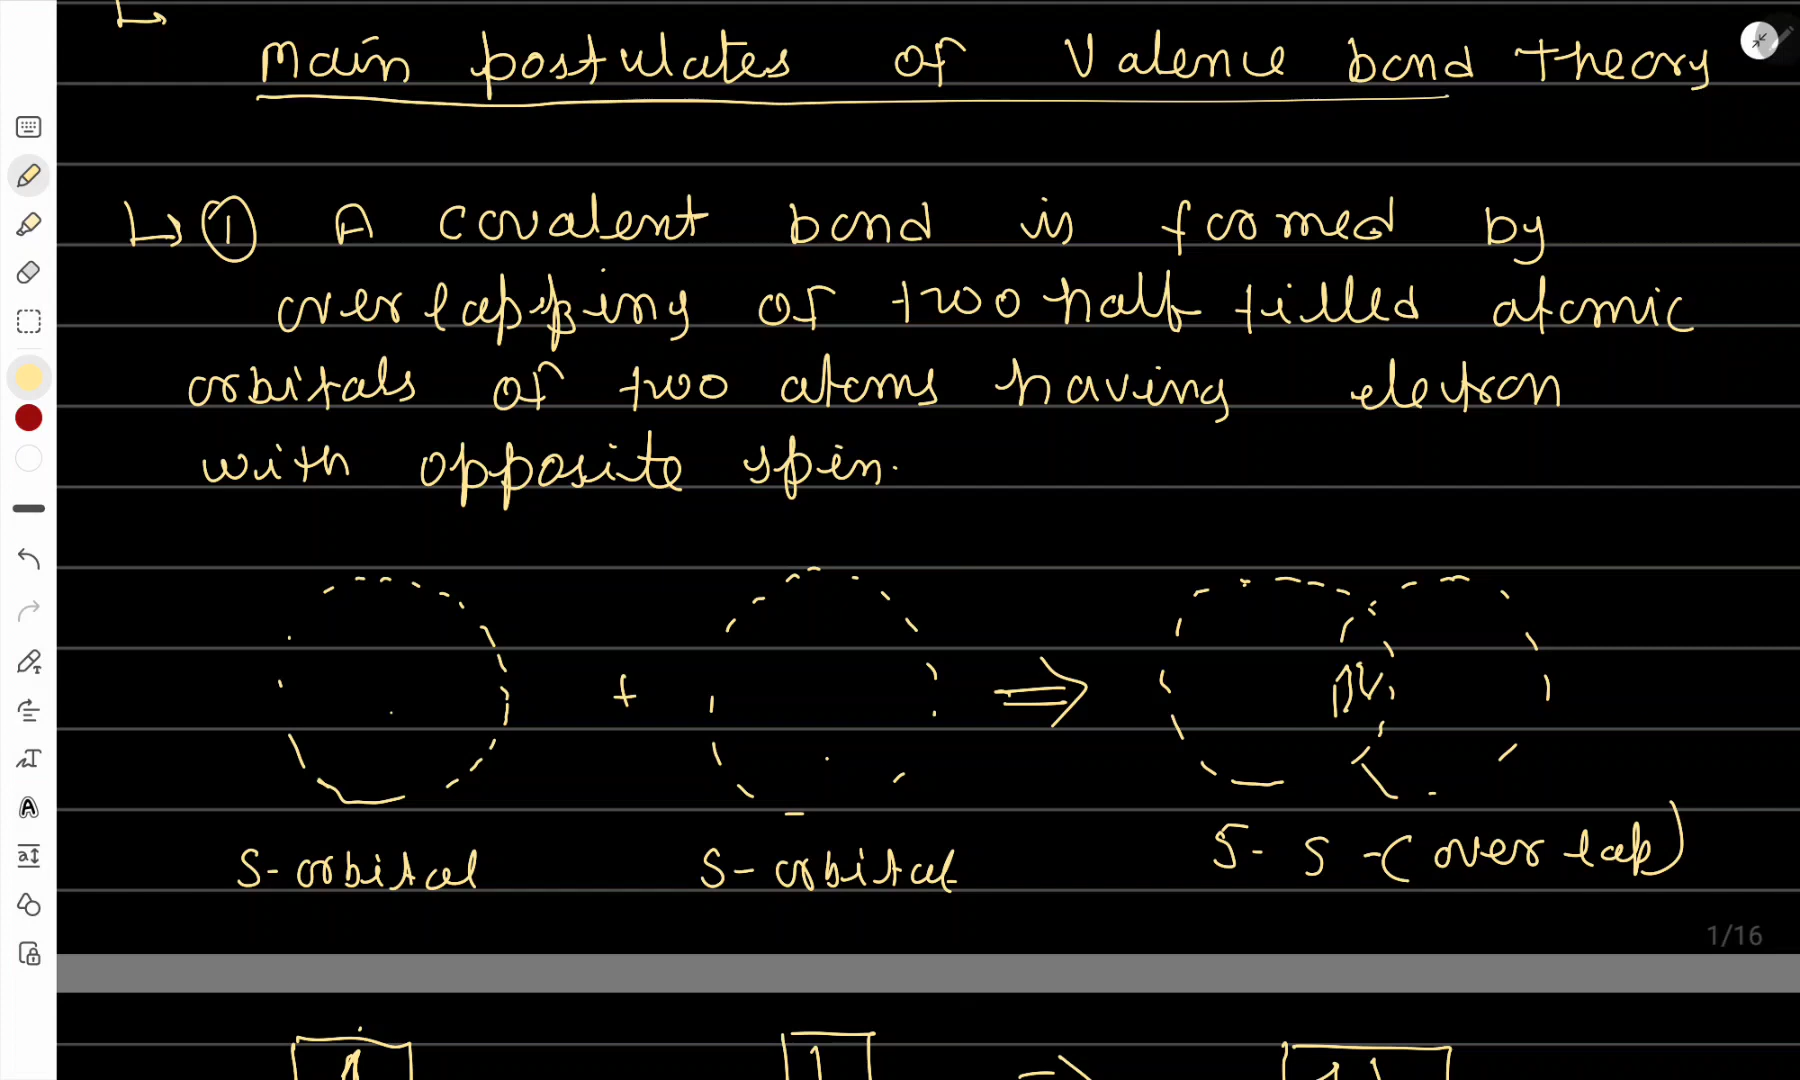 Main postulates of Valence bond Theory
↳ ① A covalent bond is formed by
overlapping of two half filled atomic
orbitals of two atoms having eletron
with opposite spin.
+ ⇒
S-orbital S-orbital S-S-(overlap)
1/16